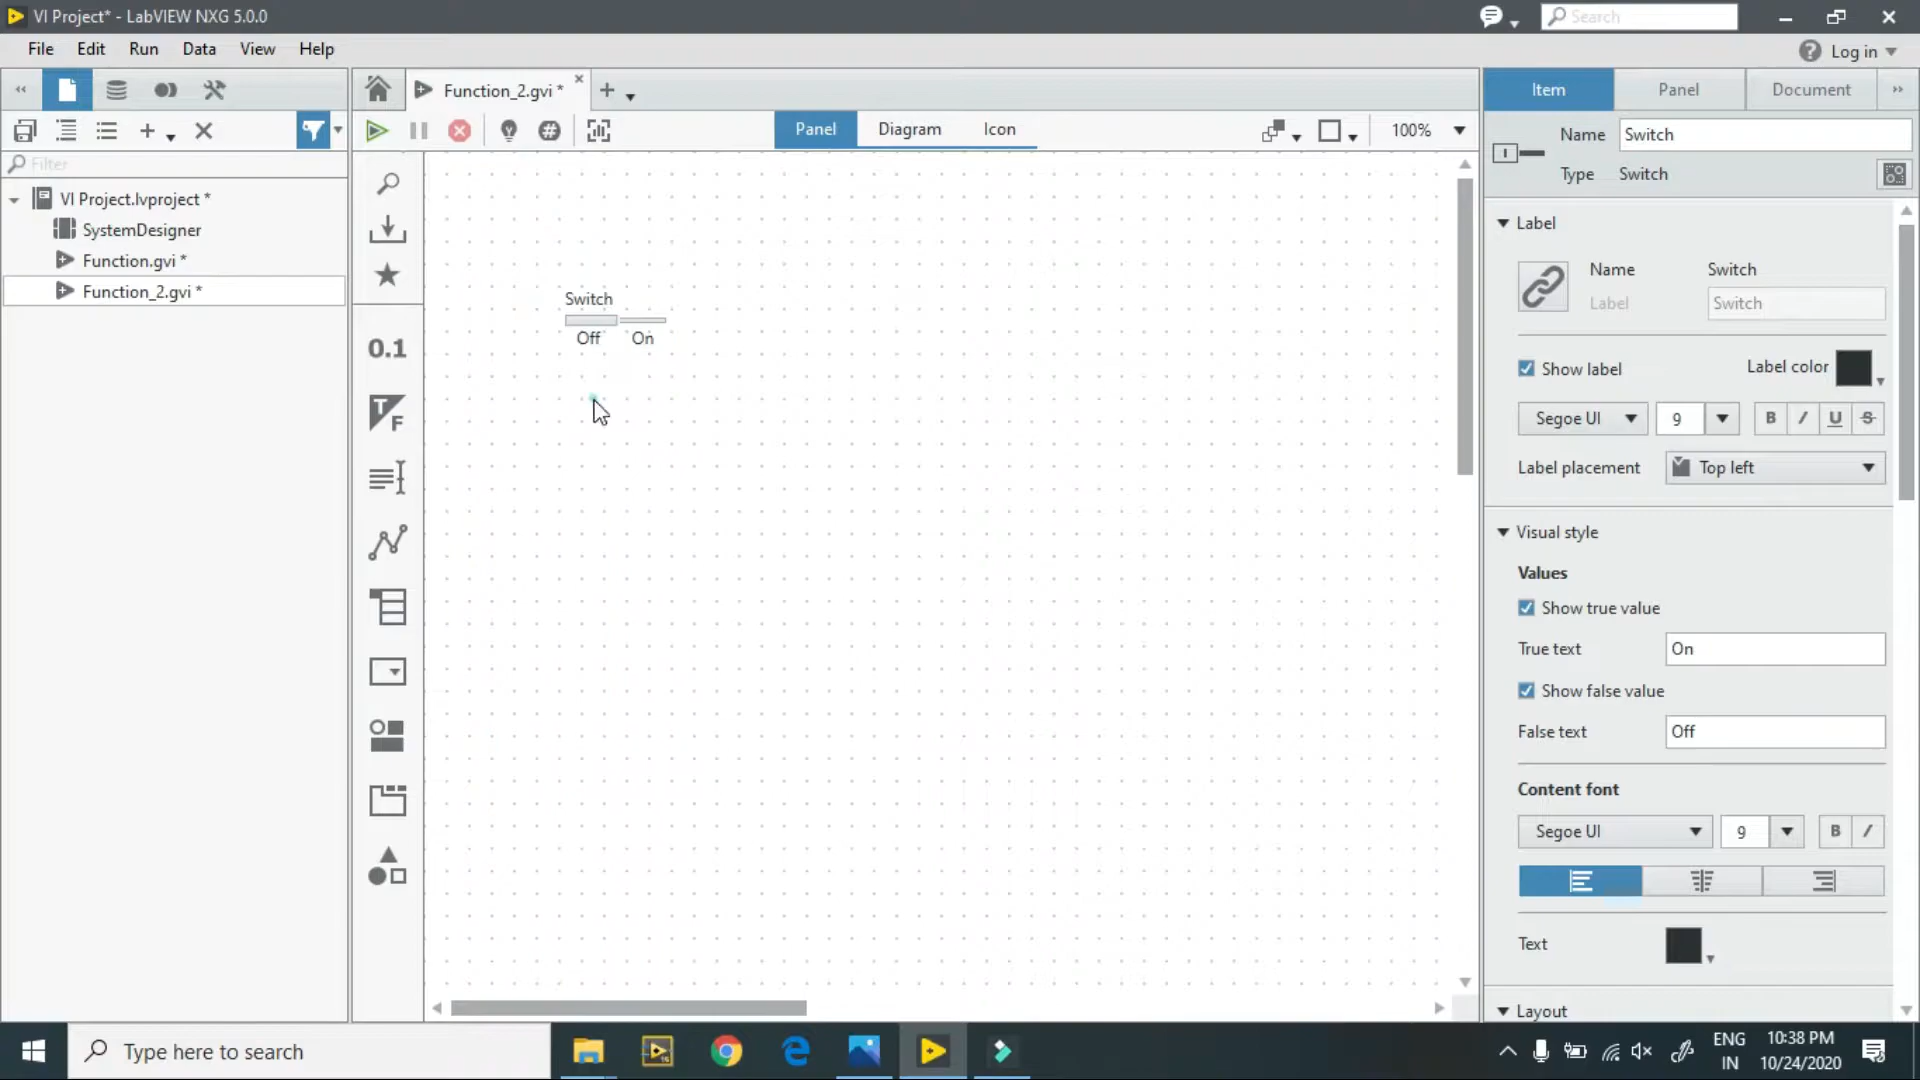 VI Project* - LabVIEW NXG 5.0.0
Search
File Edit Run Data View Help
Log in
Function_2.gvi *
Item Panel Document
Panel Diagram Icon
100%
Name Switch
Type Switch
Filter
VI Project.lvproject *
SystemDesigner
Function.gvi *
Function_2.gvi *
0.1
T
F
Switch
Off On
Label
Name Switch
Label Switch
Show label Label color
Segoe UI 9 B I U S
Label placement Top left
Visual style
Values
Show true value
True text On
Show false value
False text Off
Content font
Segoe UI 9 B I
Text
Layout
Type here to search
ENG
IN
10:38 PM
10/24/2020